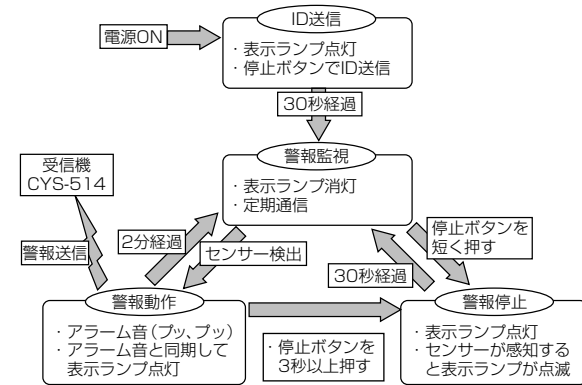 ID送信
電源ON
・表示ランプ点灯
・停止ボタンでID送信
30秒経過
警報監視
受信機
CYS-514
・表示ランプ消灯
・定期通信
停止ボタンを
短く押す
2分経過
センサー検出
警報送信
30秒経過
警報動作
警報停止
・アラーム音（プッ、プッ）
・アラーム音と同期して
表示ランプ点灯
・停止ボタンを
3秒以上押す
・表示ランプ点灯
・センサーが感知する
と表示ランプが点滅